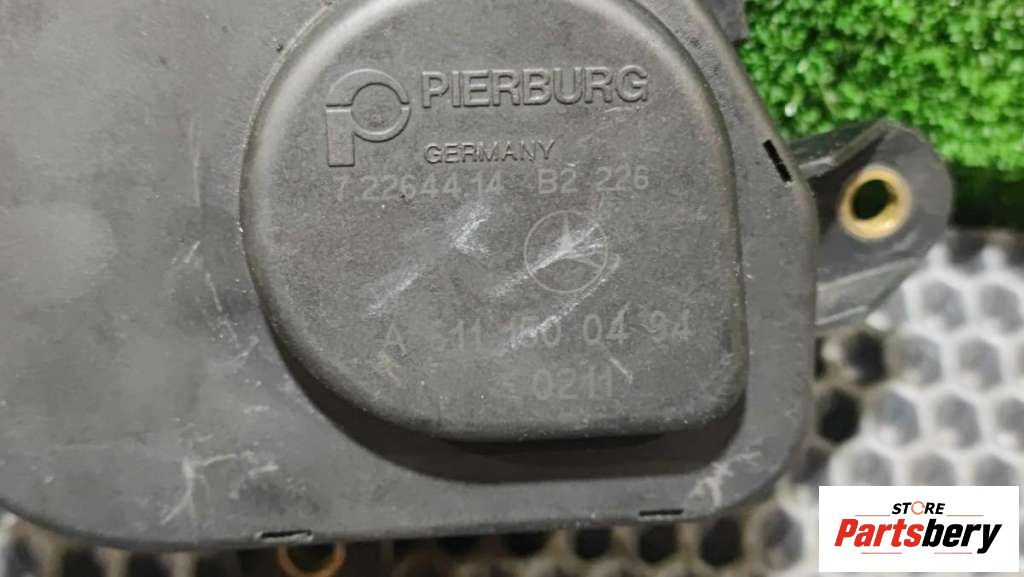 PIERBURG
GERMANY
7.22644.14 B2 226
A 611 150 04 94
0211
STORE
Partsbery